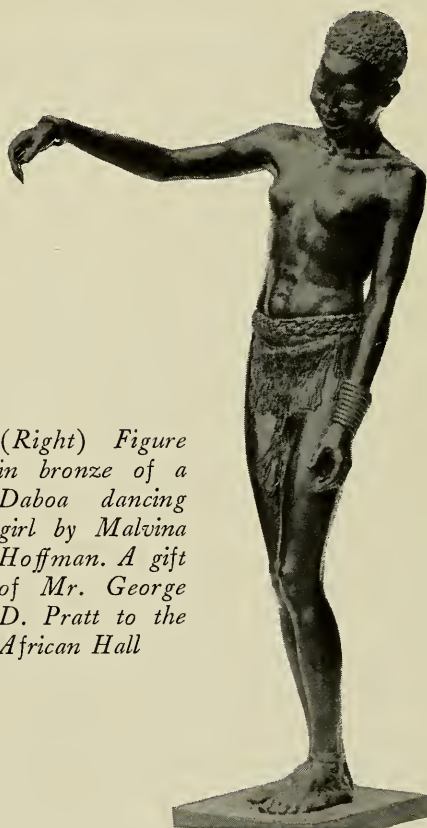 (Right) Figure
in bronze of a
Daboa dancing
girl by Malvina
Hoffman. A gift
of Mr. George
D. Pratt to the
African Hall